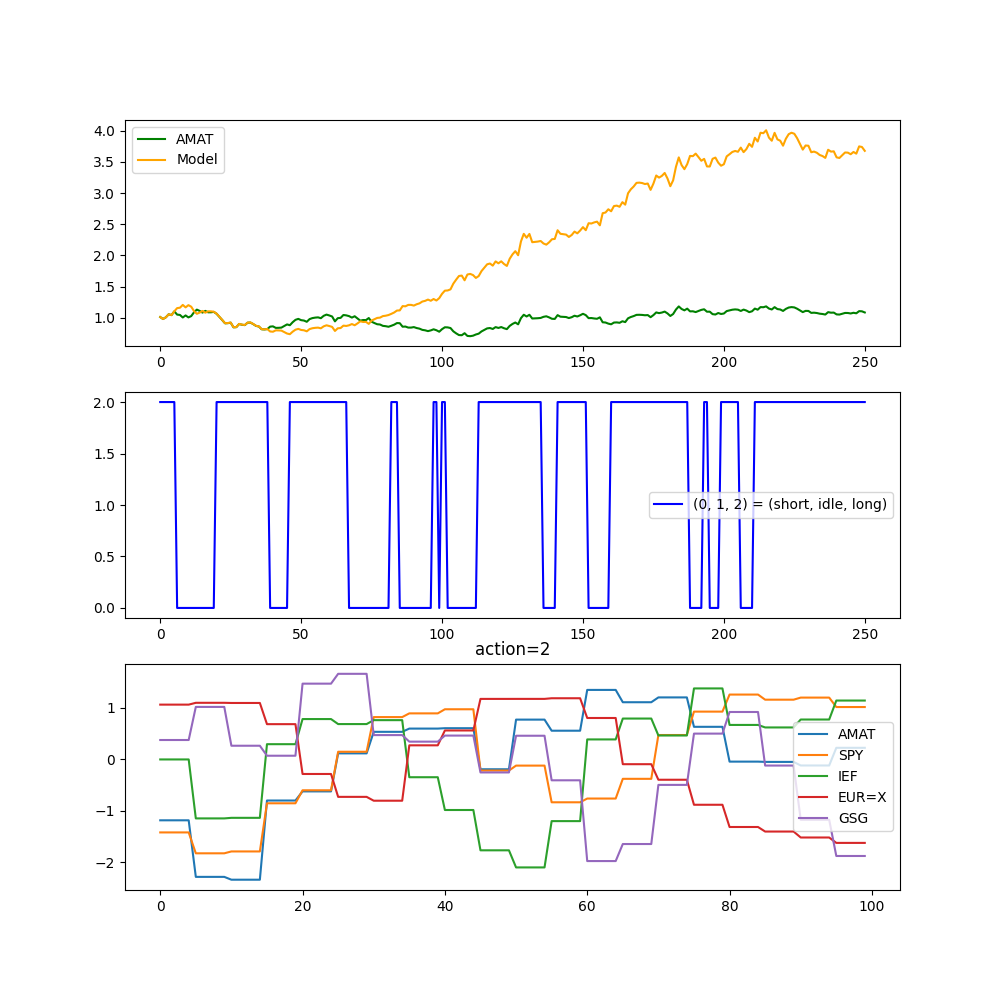 4.0
3.5
3.0
2.5
2.0
1.5
1.0
AMAT
Model
0 50 100 150 200 250
2.0
1.5
1.0
0.5
0.0
(0, 1, 2) = (short, idle, long)
0 50 100 150 200 250
action=2
1
0
−1
−2
AMAT
SPY
IEF
EUR=X
GSG
0 20 40 60 80 100